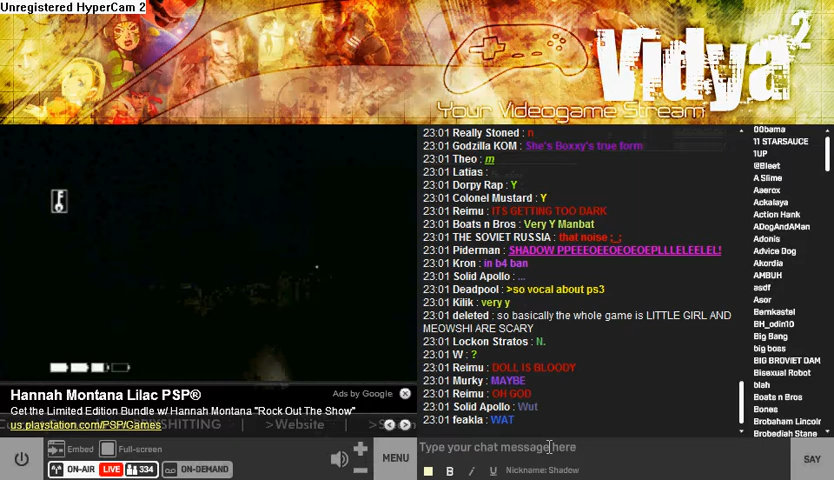 Unregistered HyperCam 2
Vidya2
Your Videogame Stream
23:01 Really Stoned : n
23:01 Godzilla KOM : She's Boxxy's true form
23:01 Theo : m
23:01 Latias :
23:01 Dorpy Rap : Y
23:01 Colonel Mustard : Y
23:01 Reimu : ITS GETTING TOO DARK
23:01 Boats n Bros : Very Y Manbat
23:01 THE SOVIET RUSSIA : that noise ;_;
23:01 Piderman : SHADOW PPEEEOEEOEOEOEPLLLELEELEL!
23:01 Kron : in b4 ban
23:01 Solid Apollo : ...
23:01 Deadpool : >so vocal about ps3
23:01 Kilik : very y
23:01 deleted : so basically the whole game is LITTLE GIRL AND
MEOWSHI ARE SCARY
23:01 Lockon Stratos : N.
23:01 W : ?
23:01 Reimu : DOLL IS BLOODY
23:01 Murky : MAYBE
23:01 Reimu : OH GOD
23:01 Solid Apollo : Wut
23:01 feakla : WAT
00bama
11 STARSAUCE
1UP
@Bleet
A Slime
Aaerox
Ackalaya
Action Hank
ADogAndAMan
Adonis
Advice Dog
Akordia
AMBUH
asdf
Asor
Bernkastel
BH_odin10
Big Bang
big boss
BIG BROVIET DAM
Bisexual Robot
blah
Boats n Bros
Bones
Brobaham Lincoln
Brobediah Stane
Hannah Montana Lilac PSP®
Ads by Google
Get the Limited Edition Bundle w/ Hannah Montana "Rock Out The Show"
us.playstation.com/PSP/Games
SHITTING >Website
Embed Full-screen
ON-AIR LIVE 334 ON-DEMAND
MENU
Type your chat message here
B i U Nickname: Shadow
SAY